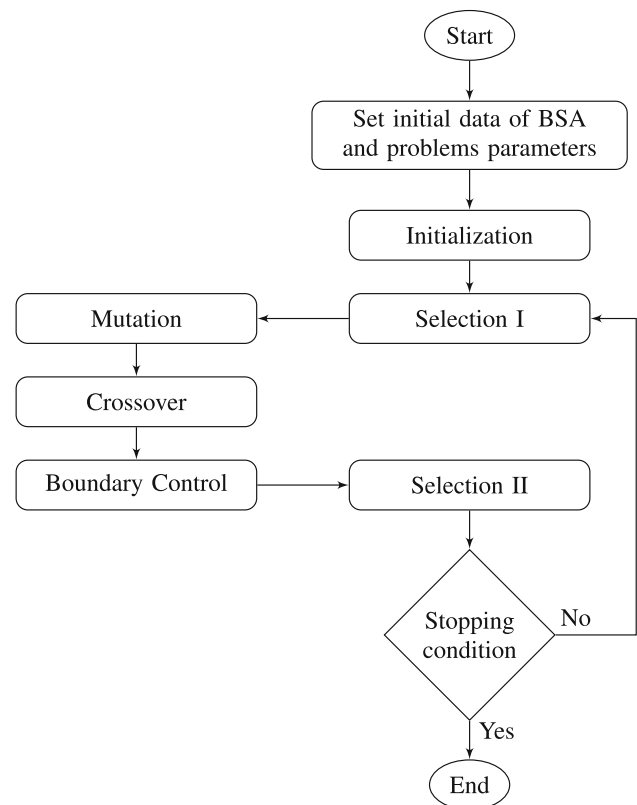 Start
Set initial data of BSA
and problems parameters
Initialization
Selection I
Mutation
Crossover
Boundary Control
Selection II
Stopping
condition
No
Yes
End